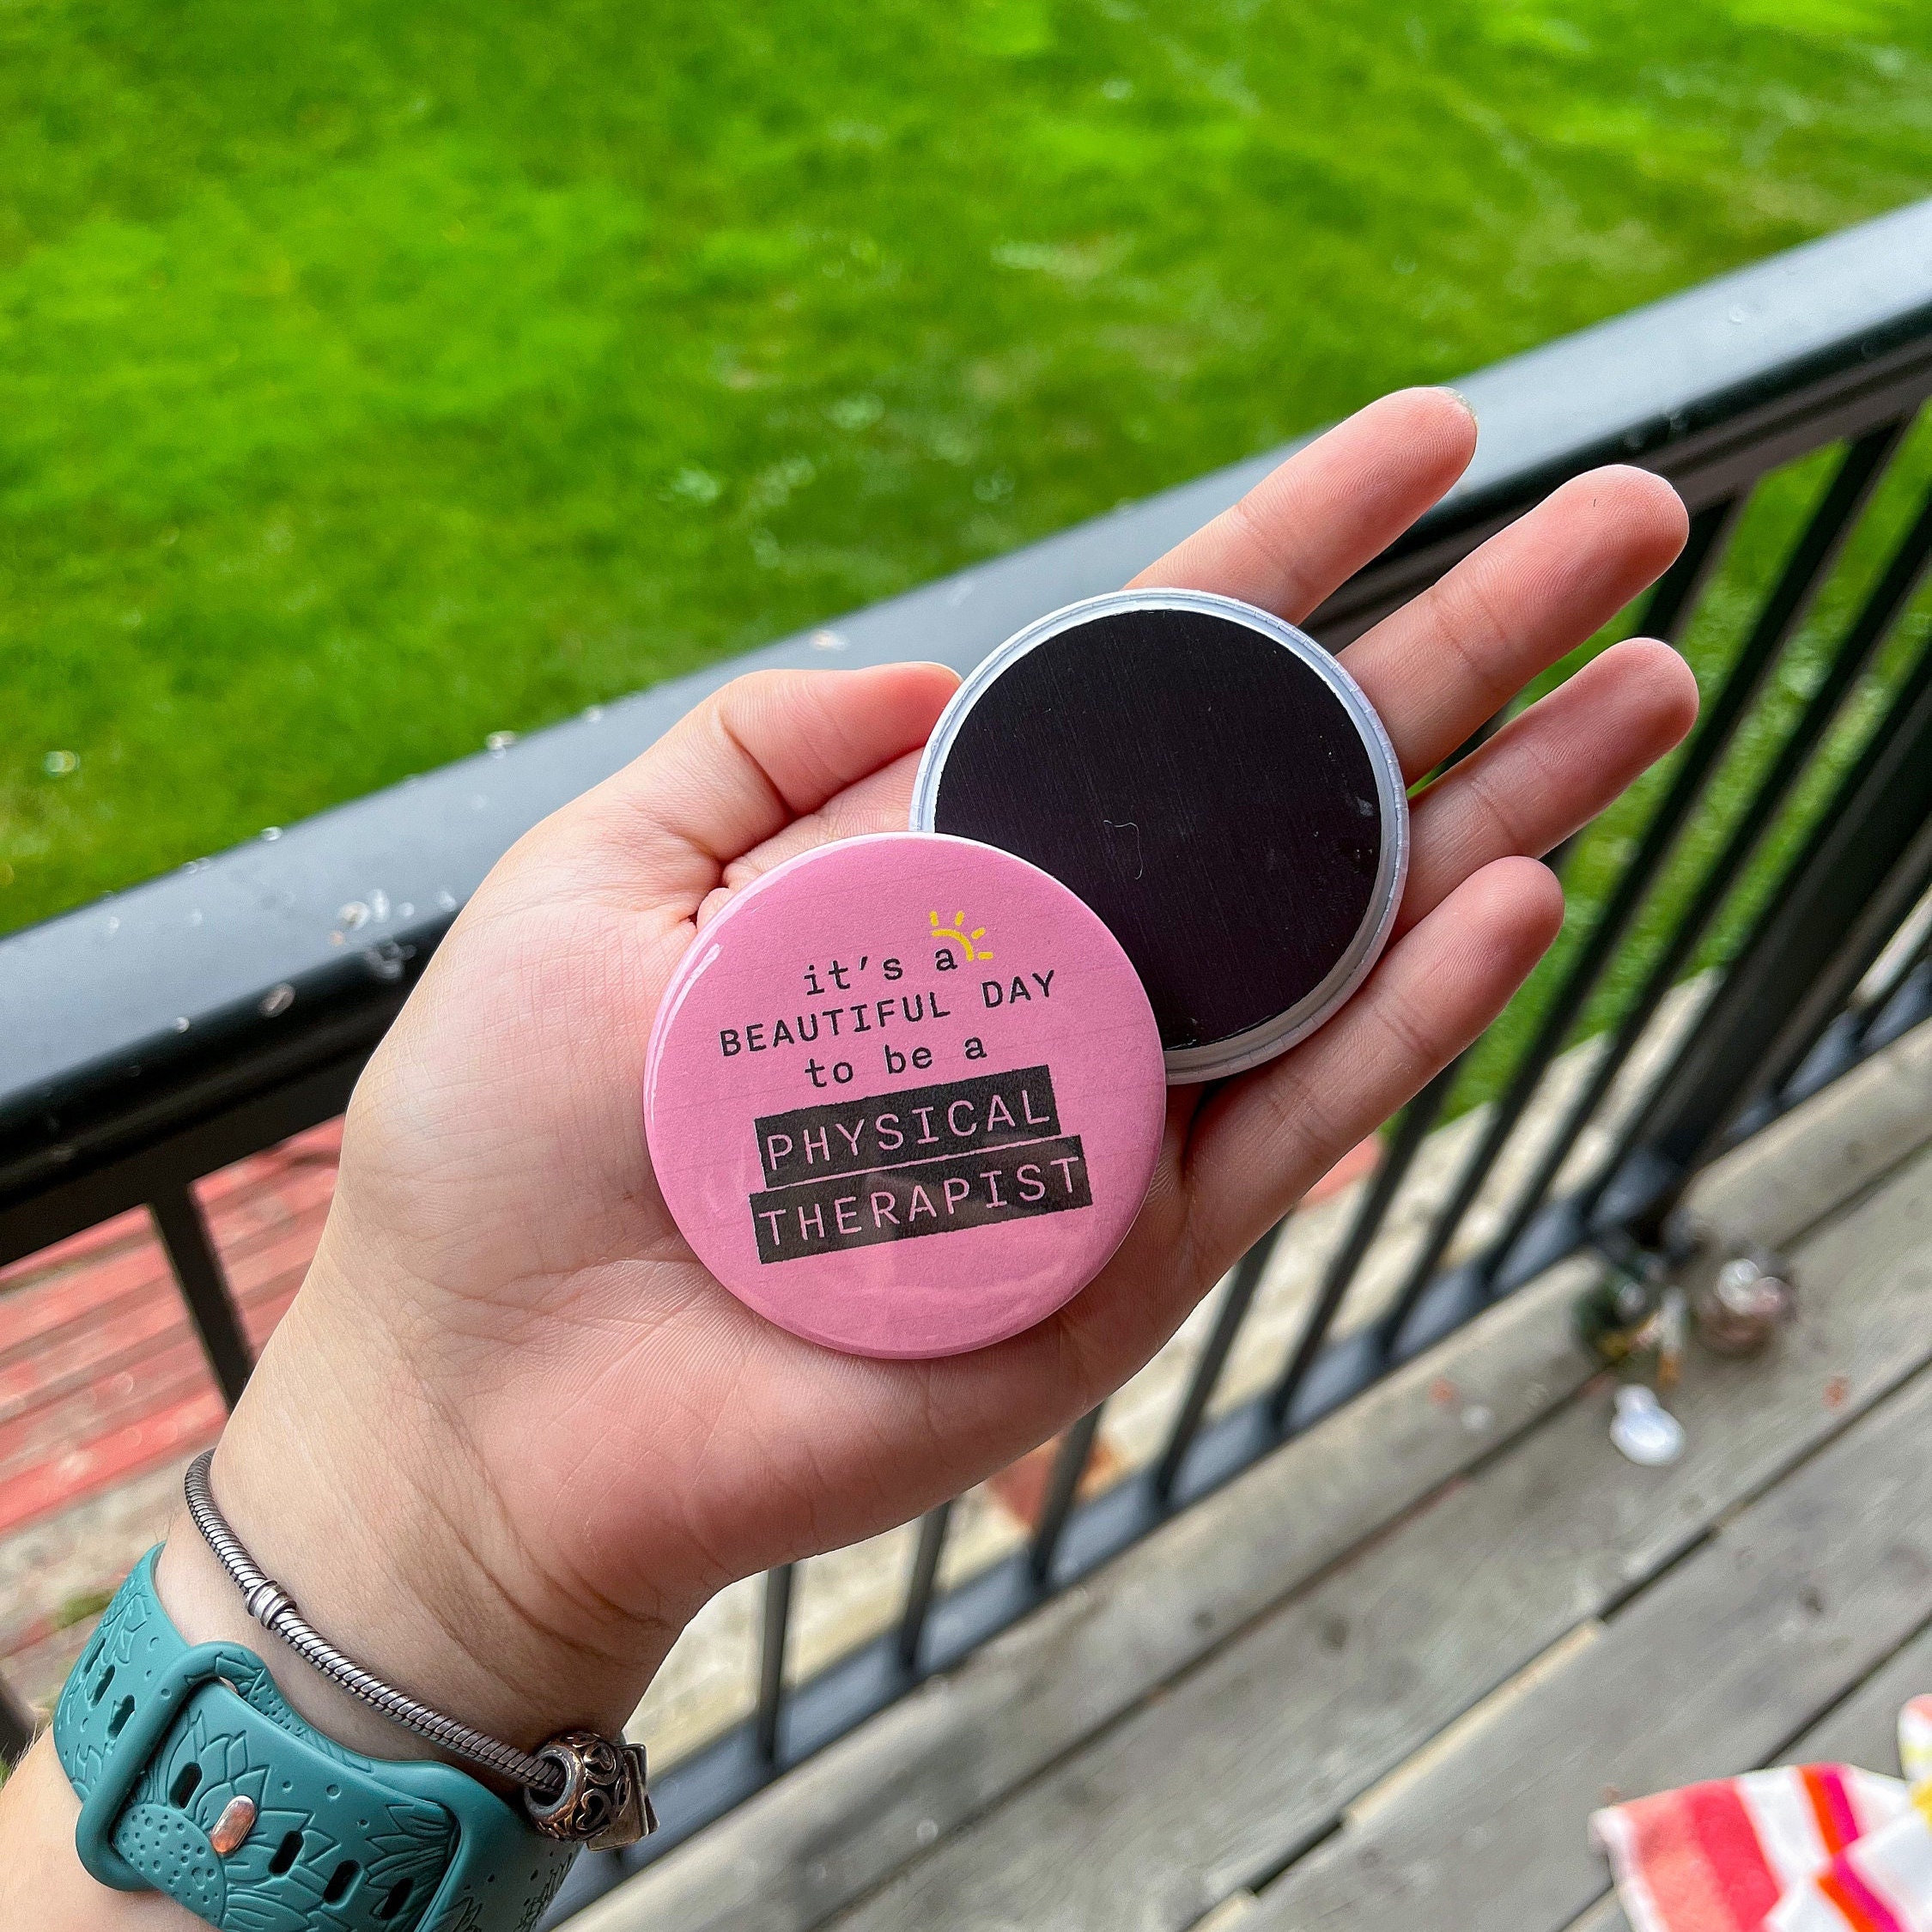 it's a
BEAUTIFUL DAY
to be a
PHYSICAL
THERAPIST